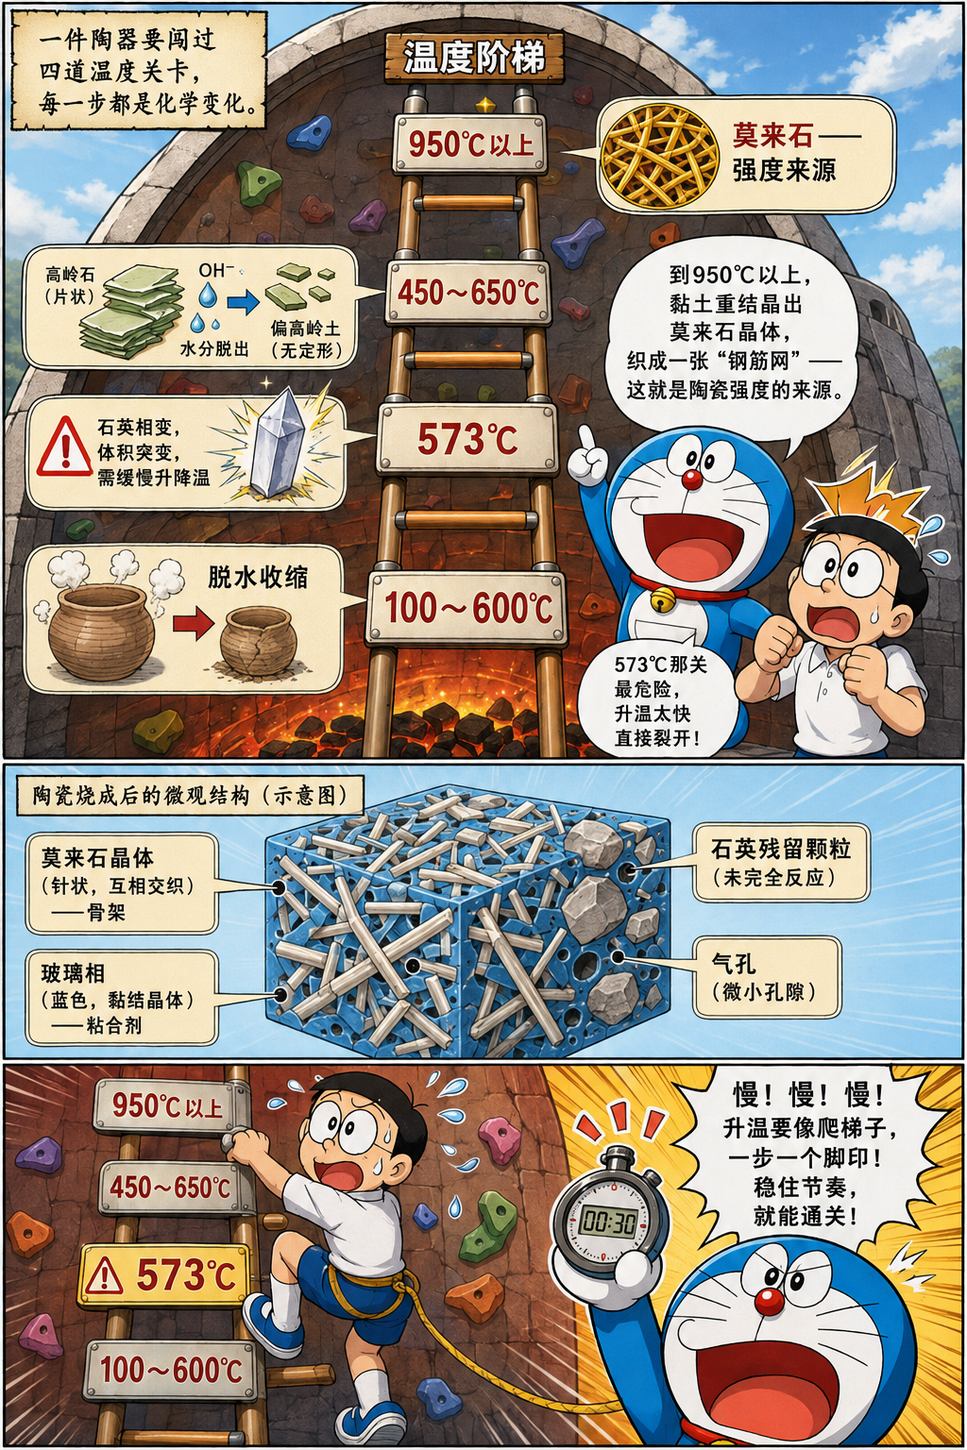 一件陶器要闯过
四道温度关卡，
每一步都是化学变化。
温度阶梯
950℃以上
莫来石——
强度来源
高岭石
（片状）
OH⁻
水分脱出
偏高岭土
（无定形）
450～650℃
到950℃以上，
黏土重结晶出
莫来石晶体，
织成一张“钢筋网”——
这就是陶瓷强度的来源。
石英相变，
体积突变，
需缓慢升降温
573℃
脱水收缩
100～600℃
573℃那关
最危险，
升温太快
直接裂开！
陶瓷烧成后的微观结构（示意图）
莫来石晶体
（针状，互相交织）
——骨架
玻璃相
（蓝色，黏结晶体）
——粘合剂
石英残留颗粒
（未完全反应）
气孔
（微小孔隙）
950℃以上
450～650℃
573℃
100～600℃
00:30
慢！慢！慢！
升温要像爬梯子，
一步一个脚印！
稳住节奏，
就能通关！